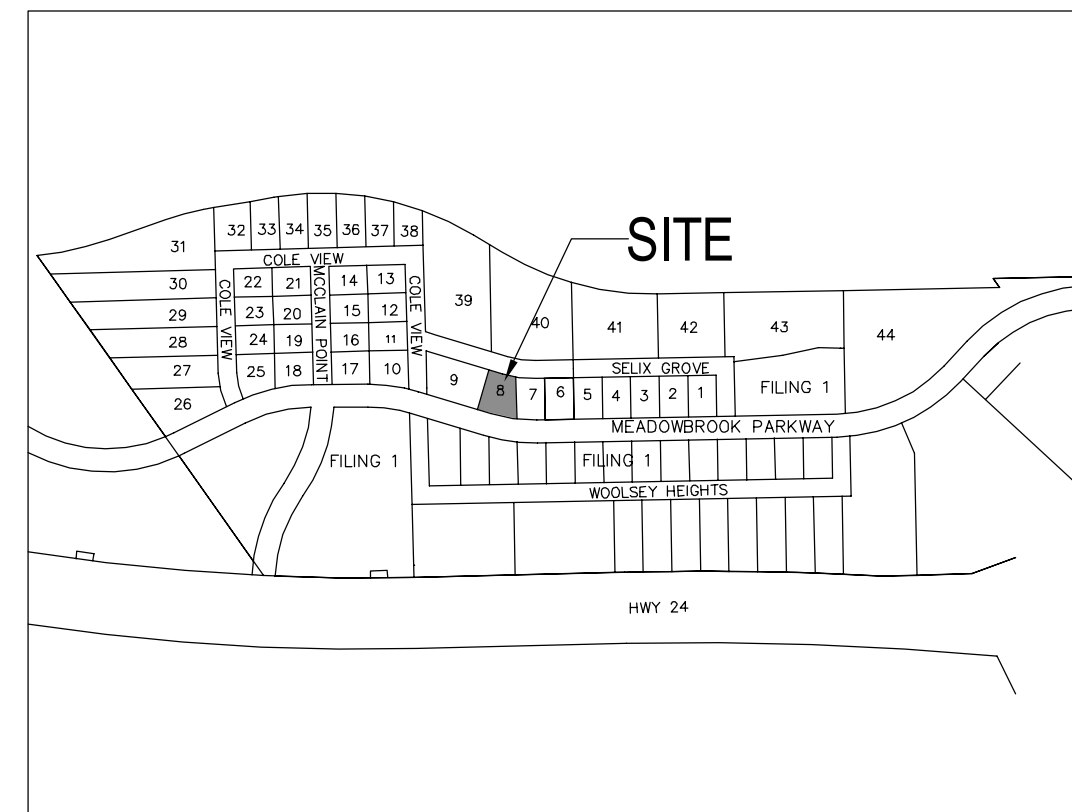 SITE
32 33 34 35 36 37 38
31
COLE VIEW
30 22 21 14 13
COLE VIEW
MCCLAIN POINT
COLE VIEW
39
40
41
42
43
44
29 23 20 15 12
28 24 19 16 11
27 25 18 17 10
26
SELIX GROVE
9 8 7 6 5 4 3 2 1
FILING 1
MEADOWBROOK PARKWAY
FILING 1
FILING 1
WOOLSEY HEIGHTS
HWY 24